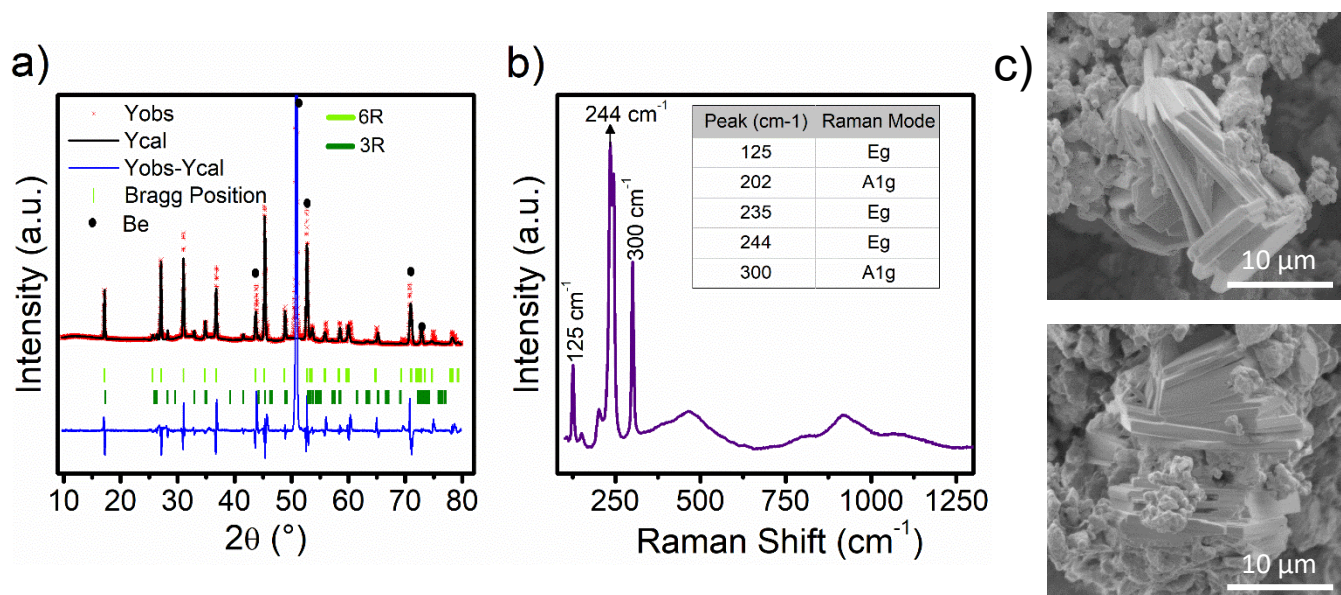 a)
Yobs
Ycal
Yobs-Ycal
Bragg Position
Be
6R
3R
Intensity (a.u.)
10 20 30 40 50 60 70 80
2θ (°)
b)
244 cm⁻¹
125 cm⁻¹
300 cm⁻¹
Peak (cm-1) Raman Mode
125 Eg
202 A1g
235 Eg
244 Eg
300 A1g
Intensity (a.u.)
250 500 750 1000 1250
Raman Shift (cm⁻¹)
c)
10 µm
10 µm